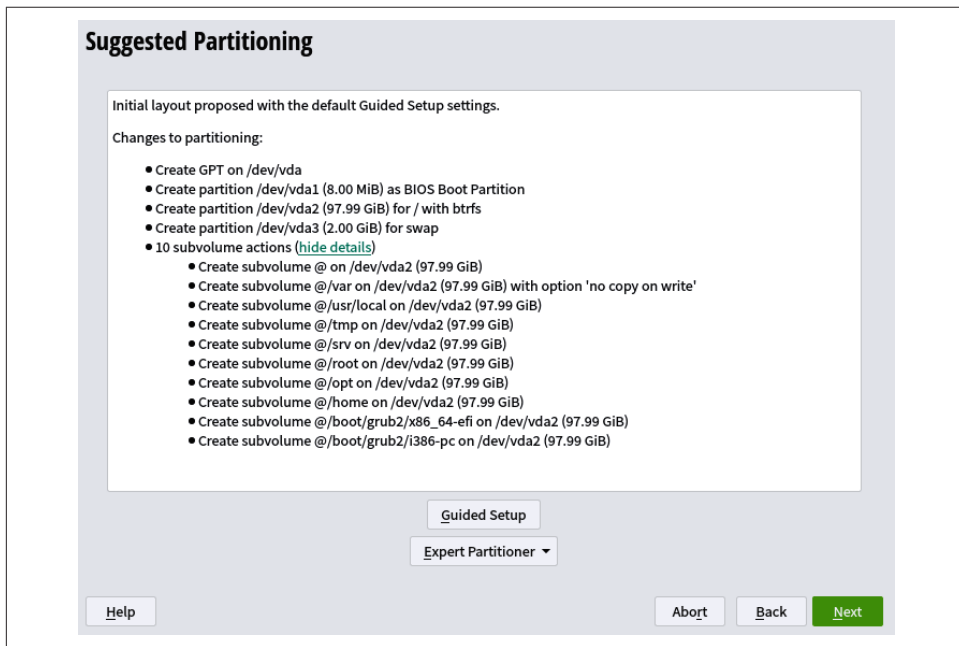 Suggested Partitioning
Initial layout proposed with the default Guided Setup settings.
Changes to partitioning:
● Create GPT on /dev/vda
● Create partition /dev/vda1 (8.00 MiB) as BIOS Boot Partition
● Create partition /dev/vda2 (97.99 GiB) for / with btrfs
● Create partition /dev/vda3 (2.00 GiB) for swap
● 10 subvolume actions (hide details)
● Create subvolume @ on /dev/vda2 (97.99 GiB)
● Create subvolume @/var on /dev/vda2 (97.99 GiB) with option 'no copy on write'
● Create subvolume @/usr/local on /dev/vda2 (97.99 GiB)
● Create subvolume @/tmp on /dev/vda2 (97.99 GiB)
● Create subvolume @/srv on /dev/vda2 (97.99 GiB)
● Create subvolume @/root on /dev/vda2 (97.99 GiB)
● Create subvolume @/opt on /dev/vda2 (97.99 GiB)
● Create subvolume @/home on /dev/vda2 (97.99 GiB)
● Create subvolume @/boot/grub2/x86_64-efi on /dev/vda2 (97.99 GiB)
● Create subvolume @/boot/grub2/i386-pc on /dev/vda2 (97.99 GiB)
Guided Setup
Expert Partitioner
Help Abort Back Next